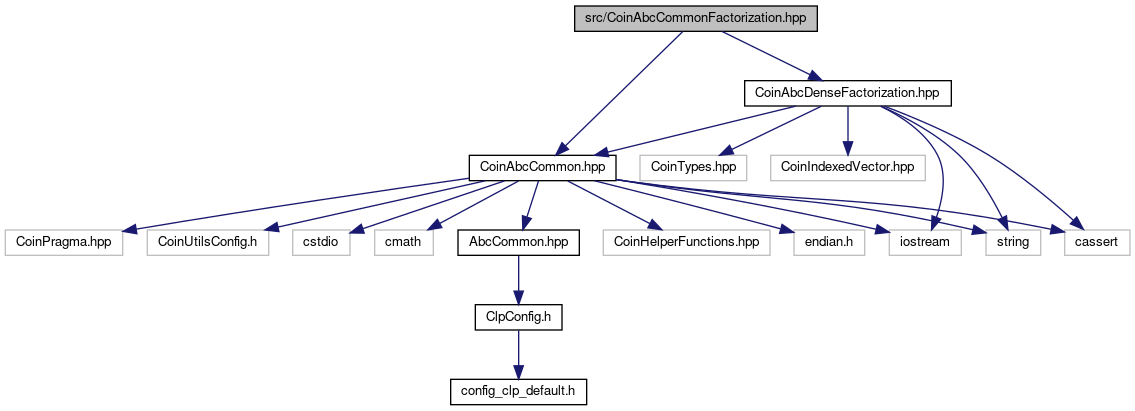 src/CoinAbcCommonFactorization.hpp
CoinAbcDenseFactorization.hpp
CoinAbcCommon.hpp
CoinTypes.hpp
CoinIndexedVector.hpp
CoinPragma.hpp
CoinUtilsConfig.h
cstdio
cmath
AbcCommon.hpp
CoinHelperFunctions.hpp
endian.h
iostream
string
cassert
ClpConfig.h
config_clp_default.h